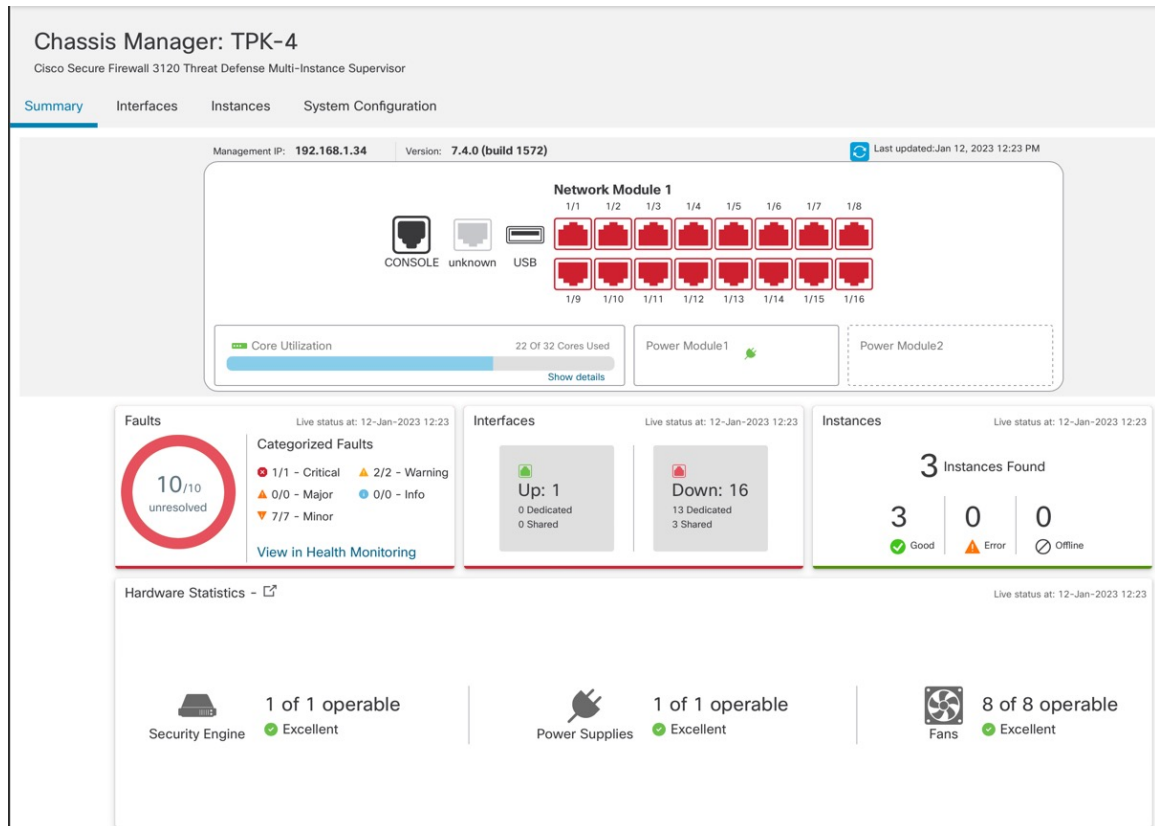 Chassis Manager: TPK-4
Cisco Secure Firewall 3120 Threat Defense Multi-Instance Supervisor
Summary Interfaces Instances System Configuration
Management IP: 192.168.1.34 Version: 7.4.0 (build 1572) Last updated:Jan 12, 2023 12:23 PM
Network Module 1
1/1 1/2 1/3 1/4 1/5 1/6 1/7 1/8
CONSOLE unknown USB
1/9 1/10 1/11 1/12 1/13 1/14 1/15 1/16
Core Utilization 22 Of 32 Cores Used
Show details
Power Module1
Power Module2
Faults Live status at: 12-Jan-2023 12:23
10/10
unresolved
Categorized Faults
1/1 - Critical 2/2 - Warning
0/0 - Major 0/0 - Info
7/7 - Minor
View in Health Monitoring
Interfaces Live status at: 12-Jan-2023 12:23
Up: 1
0 Dedicated
0 Shared
Down: 16
13 Dedicated
3 Shared
Instances Live status at: 12-Jan-2023 12:23
3 Instances Found
3 0 0
Good Error Offline
Hardware Statistics - Live status at: 12-Jan-2023 12:23
Security Engine
1 of 1 operable
Excellent
Power Supplies
1 of 1 operable
Excellent
Fans
8 of 8 operable
Excellent